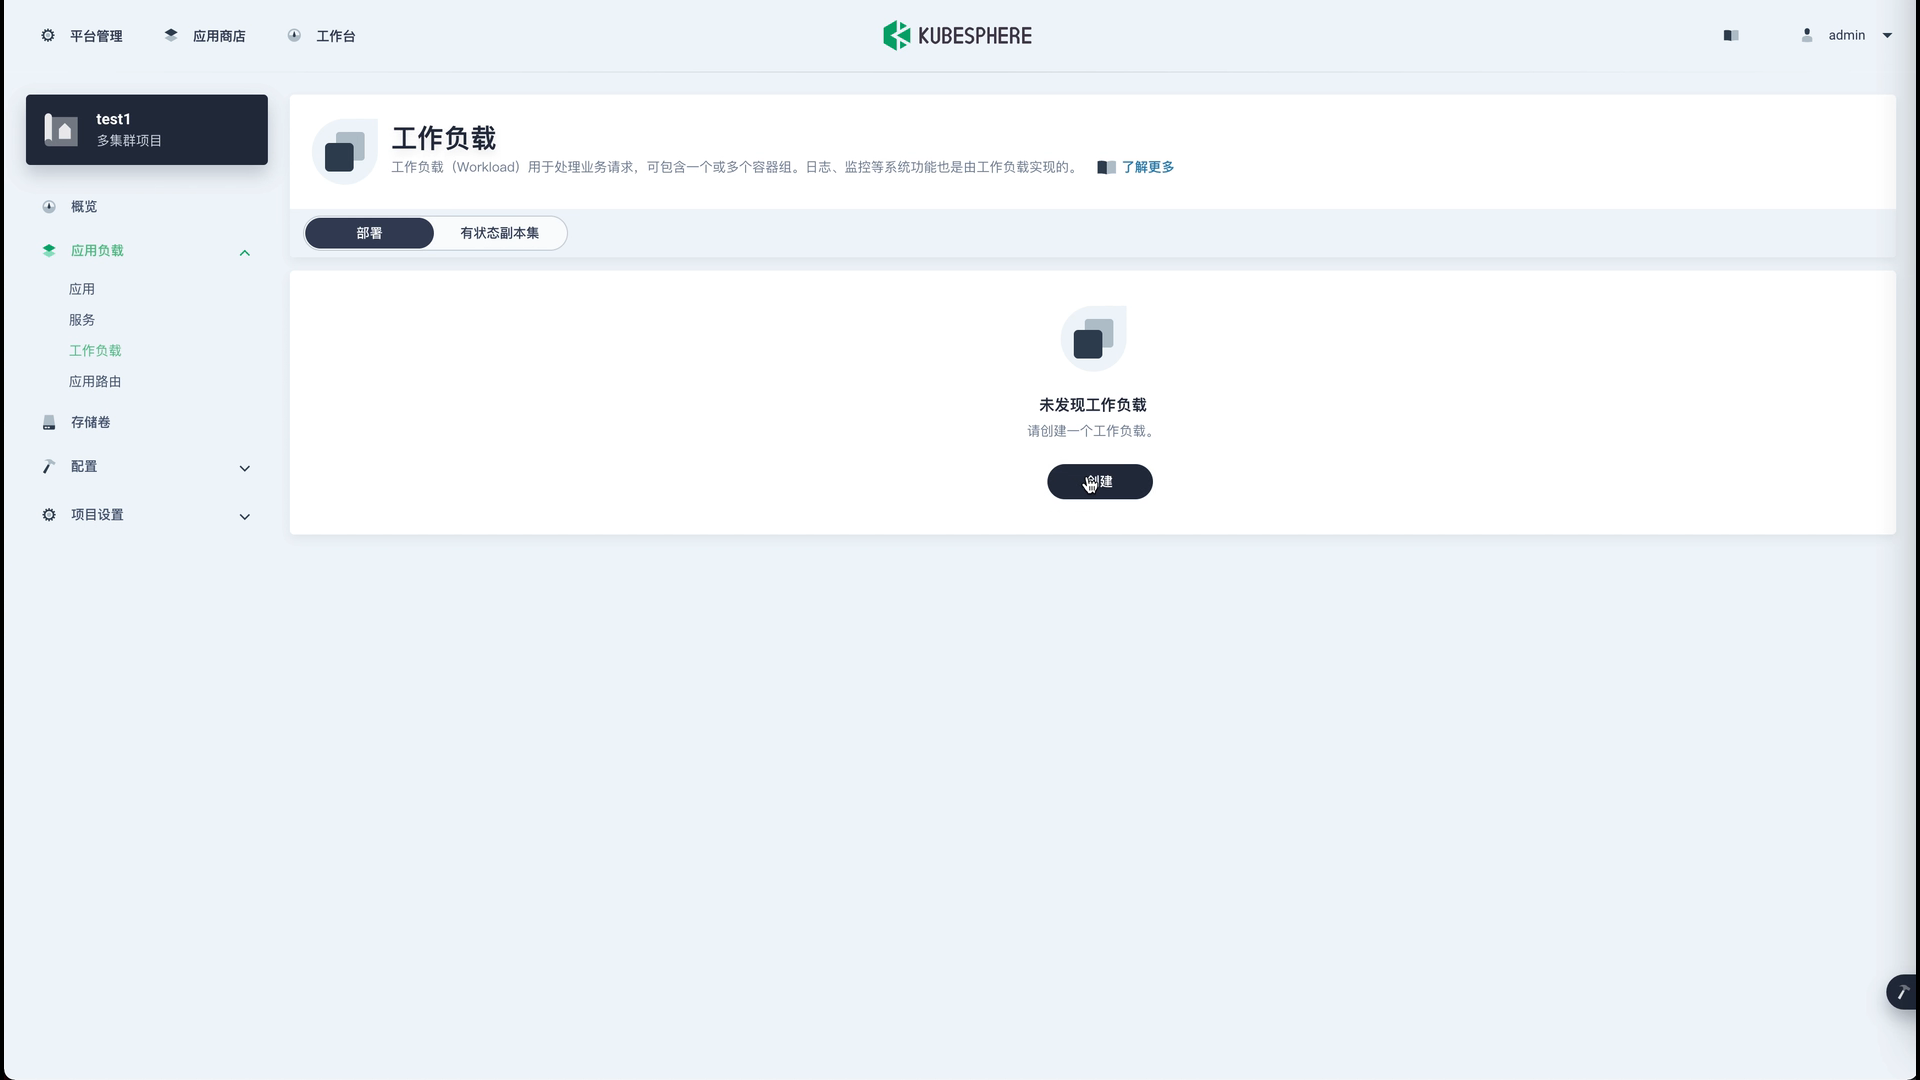 平台管理
应用商店
工作台
KUBESPHERE
admin
test1
多集群项目
概览
应用负载
应用
服务
工作负载
应用路由
存储卷
配置
项目设置
工作负载
工作负载（Workload）用于处理业务请求，可包含一个或多个容器组。日志、监控等系统功能也是由工作负载实现的。
了解更多
部署
有状态副本集
未发现工作负载
请创建一个工作负载。
创建